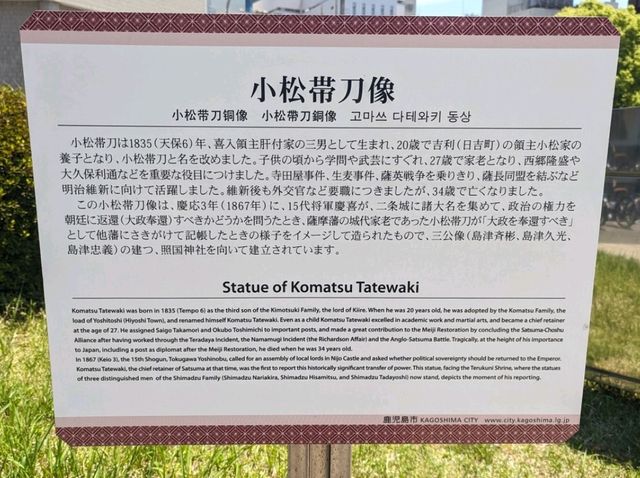 小松帯刀像
小松帯刀铜像　小松帶刀銅像　고마쓰 다테와키 동상
小松帯刀は1835(天保6)年、喜入領主肝付家の三男として生まれ、20歳で吉利(日吉町)の領主小松家の
養子となり、小松帯刀と名を改めました。子供の頃から学問や武芸にすぐれ、27歳で家老となり、西郷隆盛や
大久保利通などを重要な役目につけました。寺田屋事件、生麦事件、薩英戦争を乗りきり、薩長同盟を結ぶなど
明治維新に向けて活躍しました。維新後も外交官など要職につきましたが、34歳で亡くなりました。
この小松帯刀像は、慶応3年(1867年)に、15代将軍慶喜が、二条城に諸大名を集めて、政治の権力を
朝廷に返還(大政奉還)すべきかどうかを問うたとき、薩摩藩の城代家老であった小松帯刀が「大政を奉還すべき」
として他藩にさきがけて記帳したときの様子をイメージして造られたもので、三公像(島津斉彬、島津久光、
島津忠義)の建つ、照国神社を向いて建立されています。
Statue of Komatsu Tatewaki
Komatsu Tatewaki was born in 1835 (Tempo 6) as the third son of the Kimotsuki Family, the lord of Kiire. When he was 20 years old, he was adopted by the Komatsu Family, the
load of Yoshitoshi (Hiyoshi Town), and renamed himself Komatsu Tatewaki. Even as a child Komatsu Tatewaki excelled in academic work and martial arts, and became a chief retainer
at the age of 27. He assigned Saigo Takamori and Okubo Toshimichi to important posts, and made a great contribution to the Meiji Restoration by concluding the Satsuma-Choshu
Alliance after having worked through the Teradaya Incident, the Namamugi Incident (the Richardson Affair) and the Anglo-Satsuma Battle. Tragically, at the height of his importance
to Japan, including a post as diplomat after the Meiji Restoration, he died when he was 34 years old.
In 1867 (Keio 3), the 15th Shogun, Tokugawa Yoshinobu, called for an assembly of local lords in Nijo Castle and asked whether political sovereignty should be returned to the Emperor.
Komatsu Tatewaki, the chief retainer of Satsuma at that time, was the first to report this historically significant transfer of power. This statue, facing the Terukuni Shrine, where the statues
of three distinguished men of the Shimadzu Family (Shimadzu Nariakira, Shimadzu Hisamitsu, and Shimadzu Tadayoshi) now stand, depicts the moment of his reporting.
鹿児島市 KAGOSHIMA CITY www.city.kagoshima.lg.jp